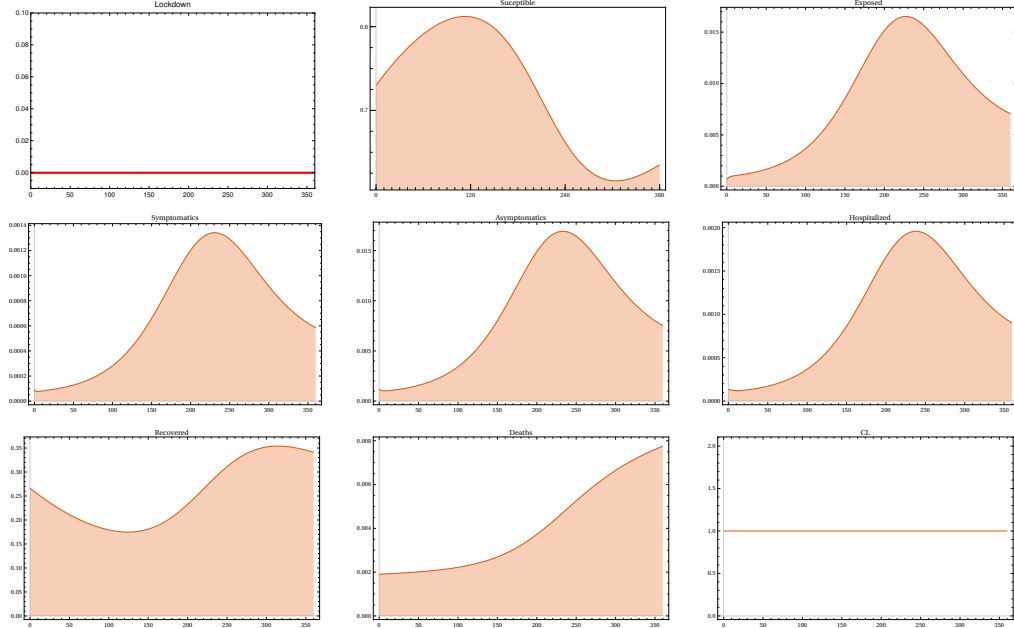 Lockdown
0.10
0.08
0.06
0.04
0.02
0.00
0 50 100 150 200 250 300 350
Suceptible
0.8
0.7
0 120 240 360
Exposed
0.015
0.010
0.005
0.000
0 50 100 150 200 250 300 350
Symptomatics
0.0014
0.0012
0.0010
0.0008
0.0006
0.0004
0.0002
0.0000
0 50 100 150 200 250 300 350
Asymptomatics
0.015
0.010
0.005
0.000
0 50 100 150 200 250 300 350
Hospitalized
0.0020
0.0015
0.0010
0.0005
0.0000
0 50 100 150 200 250 300 350
Recovered
0.35
0.30
0.25
0.20
0.15
0.10
0.05
0.00
0 50 100 150 200 250 300 350
Deaths
0.008
0.006
0.004
0.002
0.000
0 50 100 150 200 250 300 350
CL
2.0
1.5
1.0
0.5
0.0
0 50 100 150 200 250 300 350